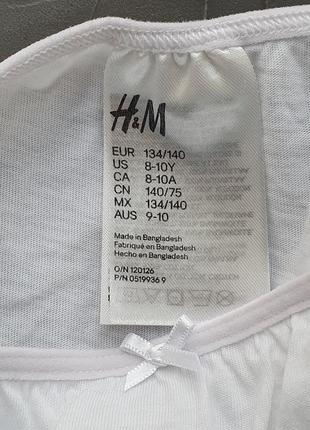 H&M
EUR 134/140
US 8-10Y
CA 8-10A
CN 140/75
MX 134/140
AUS 9-10
Made in Bangladesh
Fabriqué en Bangladesh
Hecho en Bangladesh
O/N 120126
P/N 0519936 9